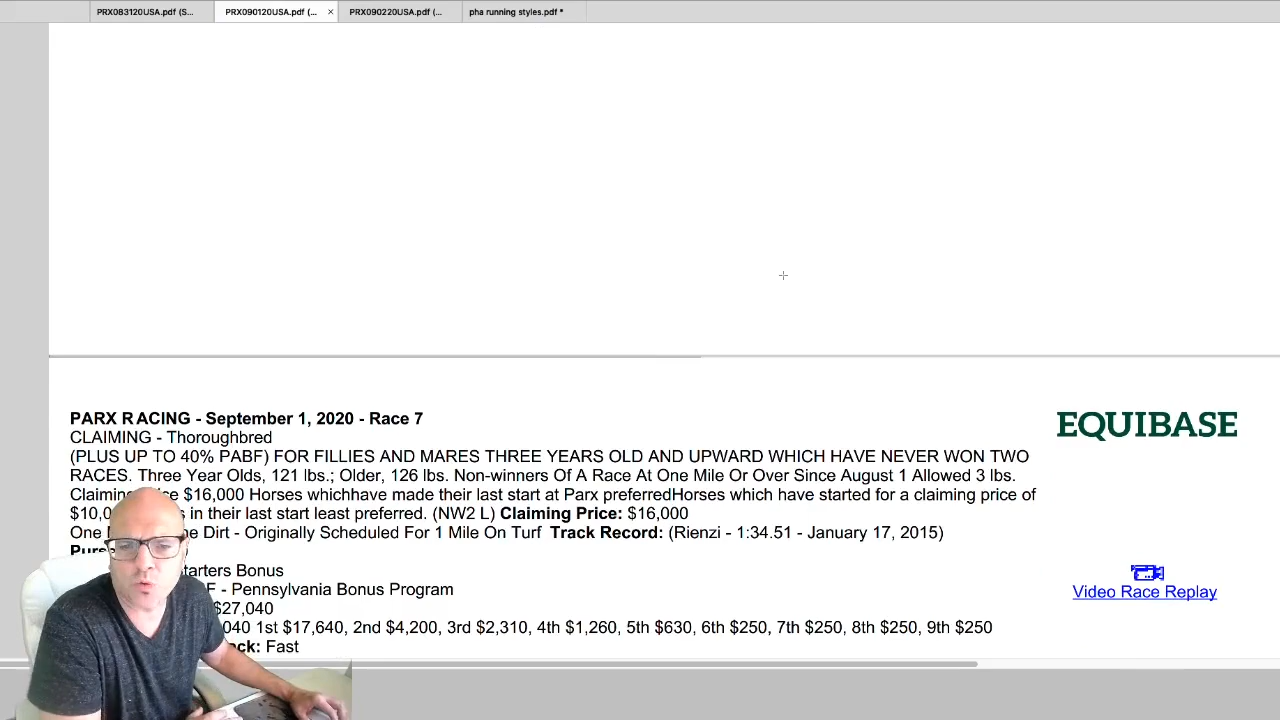 PRX083120USA.pdf (S...
PRX090120USA.pdf (... ×
PRX090220USA.pdf (...
pha running styles.pdf *
PARX RACING - September 1, 2020 - Race 7
EQUIBASE
CLAIMING - Thoroughbred
(PLUS UP TO 40% PABF) FOR FILLIES AND MARES THREE YEARS OLD AND UPWARD WHICH HAVE NEVER WON TWO
RACES. Three Year Olds, 121 lbs.; Older, 126 lbs. Non-winners Of A Race At One Mile Or Over Since August 1 Allowed 3 lbs.
$16,000 Horses whichhave made their last start at Parx preferredHorses which have started for a claiming price of
in their last start least preferred. (NW2 L) Claiming Price: $16,000
One Dirt - Originally Scheduled For 1 Mile On Turf Track Record: (Rienzi - 1:34.51 - January 17, 2015)
tarters Bonus
F - Pennsylvania Bonus Program
Video Race Replay
$27,040
040 1st $17,640, 2nd $4,200, 3rd $2,310, 4th $1,260, 5th $630, 6th $250, 7th $250, 8th $250, 9th $250
ck: Fast